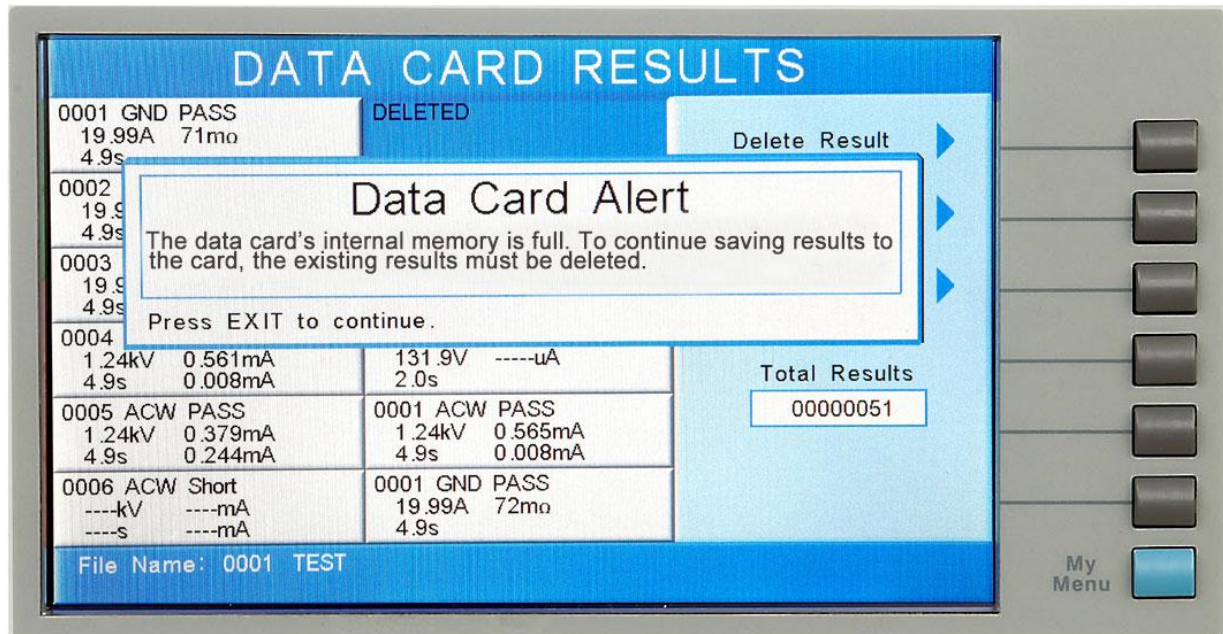 DATA CARD RESULTS
0001 GND PASS
19.99A 71mΩ
4.9s
DELETED
Delete Result
0002
19.9
4.9s
0003
19.9
4.9s
Data Card Alert
The data card's internal memory is full. To continue saving results to
the card, the existing results must be deleted.
Press EXIT to continue.
0004
1.24kV 0.561mA
4.9s 0.008mA
131.9V -----uA
2.0s
Total Results
00000051
0005 ACW PASS
1.24kV 0.379mA
4.9s 0.244mA
0001 ACW PASS
1.24kV 0.565mA
4.9s 0.008mA
0006 ACW Short
----kV ----mA
----s ----mA
0001 GND PASS
19.99A 72mΩ
4.9s
File Name: 0001 TEST
My
Menu